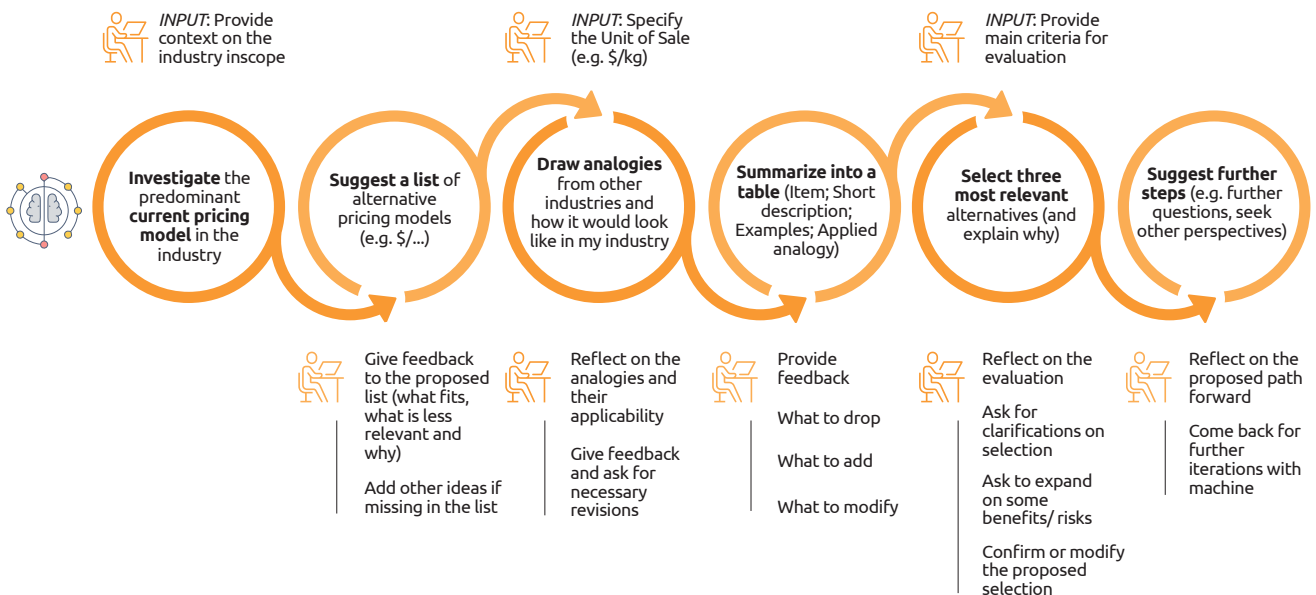 INPUT: Provide
context on the
industry inscope
INPUT: Specify
the Unit of Sale
(e.g. $/kg)
INPUT: Provide
main criteria for
evaluation
Investigate the
predominant
current pricing
model in the
industry
Suggest a list of
alternative
pricing models
(e.g. $/...)
Draw analogies
from other
industries and
how it would look
like in my industry
Summarize into a
table (Item; Short
description;
Examples; Applied
analogy)
Select three
most relevant
alternatives (and
explain why)
Suggest further
steps (e.g. further
questions, seek
other perspectives)
Give feedback
to the proposed
list (what fits,
what is less
relevant and
why)
Add other ideas if
missing in the list
Reflect on the
analogies and
their
applicability
Give feedback
and ask for
necessary
revisions
Provide
feedback
What to drop
What to add
What to modify
Reflect on the
evaluation
Ask for
clarifications on
selection
Ask to expand
on some
benefits/ risks
Confirm or modify
the proposed
selection
Reflect on the
proposed path
forward
Come back for
further
iterations with
machine